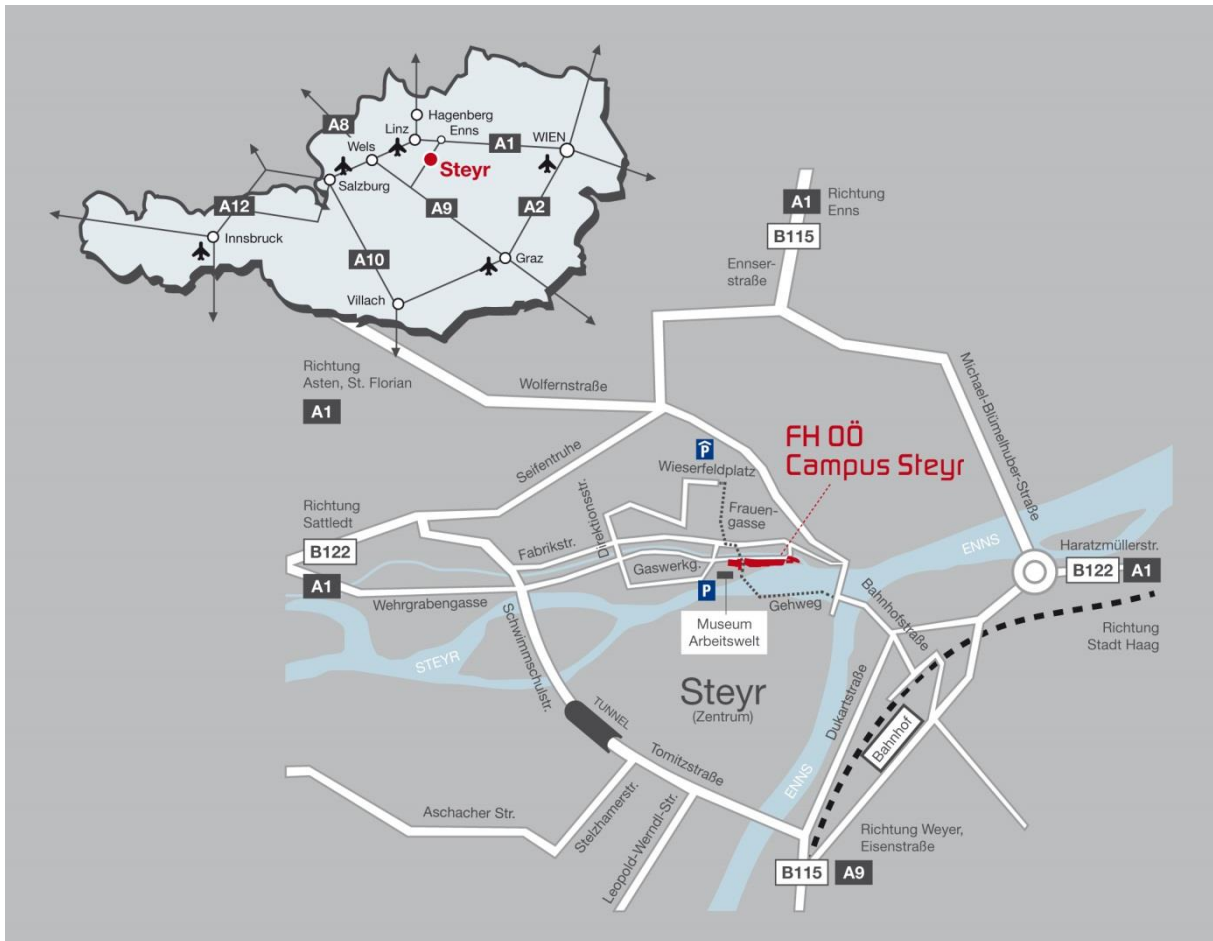 Hagenberg
Enns
Linz
A8
A1
WIEN
Wels
Steyr
Salzburg
A12
A9
A2
Innsbruck
A10
Graz
Villach
A1
Richtung
Enns
B115
Ennser-
straße
Richtung
Asten, St. Florian
A1
Wolfernstraße
Michael-Blümelhuber-Straße
FH OÖ
Campus Steyr
P
Wieserfeldplatz
Seifentruhe
Direktionsstr.
Frauen-
gasse
Richtung
Sattledt
B122
A1
Fabrikstr.
Gaswerkg.
Wehrgrabengasse
P
Gehweg
Museum
Arbeitswelt
ENNS
Haratzmüllerstr.
B122
A1
Bahnhofstraße
Richtung
Stadt Haag
STEYR
Schwimmschulstr.
Steyr
(Zentrum)
TUNNEL
Dukartstraße
Bahnhof
Tomitzstraße
ENNS
Aschacher Str.
Stelzhamerstr.
Leopold-Werndl-Str.
Richtung Weyer,
Eisenstraße
B115
A9